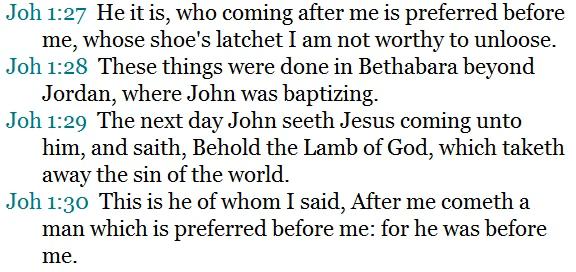 Joh 1:27 He it is, who coming after me is preferred before
me, whose shoe's latchet I am not worthy to unloose.
Joh 1:28 These things were done in Bethabara beyond
Jordan, where John was baptizing.
Joh 1:29 The next day John seeth Jesus coming unto
him, and saith, Behold the Lamb of God, which taketh
away the sin of the world.
Joh 1:30 This is he of whom I said, After me cometh a
man which is preferred before me: for he was before
me.